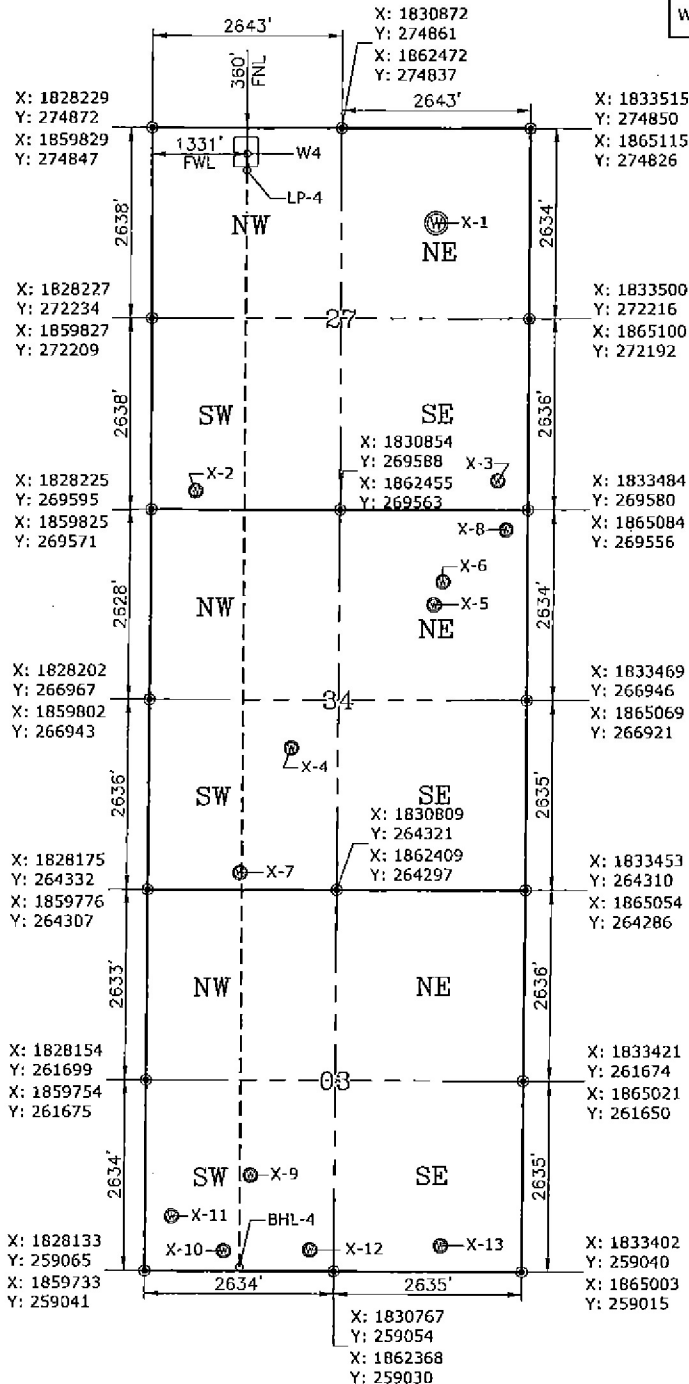 W
2643'
X: 1830872
Y: 274861
X: 1862472
Y: 274837
360'
FNL
2643'
X: 1828229
Y: 274872
X: 1859829
Y: 274847
X: 1833515
Y: 274850
X: 1865115
Y: 274826
1331'
FWL
W4
LP-4
NW
W
X-1
NE
2638'
2634'
X: 1828227
Y: 272234
X: 1859827
Y: 272209
27
X: 1833500
Y: 272216
X: 1865100
Y: 272192
2638'
2636'
SW
SE
X-2
X: 1830854
Y: 269588
X: 1862455
Y: 269563
X-3
X: 1828225
Y: 269595
X: 1859825
Y: 269571
X: 1833484
Y: 269580
X: 1865084
Y: 269556
X-8
X-6
X-5
NW
NE
2628'
2634'
X: 1828202
Y: 266967
X: 1859802
Y: 266943
34
X: 1833469
Y: 266946
X: 1865069
Y: 266921
X-4
2636'
2635'
SW
SE
X: 1830809
Y: 264321
X: 1862409
Y: 264297
X-7
X: 1828175
Y: 264332
X: 1859776
Y: 264307
X: 1833453
Y: 264310
X: 1865054
Y: 264286
2633'
2636'
NW
NE
X: 1828154
Y: 261699
X: 1859754
Y: 261675
03
X: 1833421
Y: 261674
X: 1865021
Y: 261650
2634'
2635'
SW
SE
X-9
X-11
BHL-4
X-10
X-12
X-13
X: 1828133
Y: 259065
X: 1859733
Y: 259041
X: 1833402
Y: 259040
X: 1865003
Y: 259015
2634'
2635'
X: 1830767
Y: 259054
X: 1862368
Y: 259030